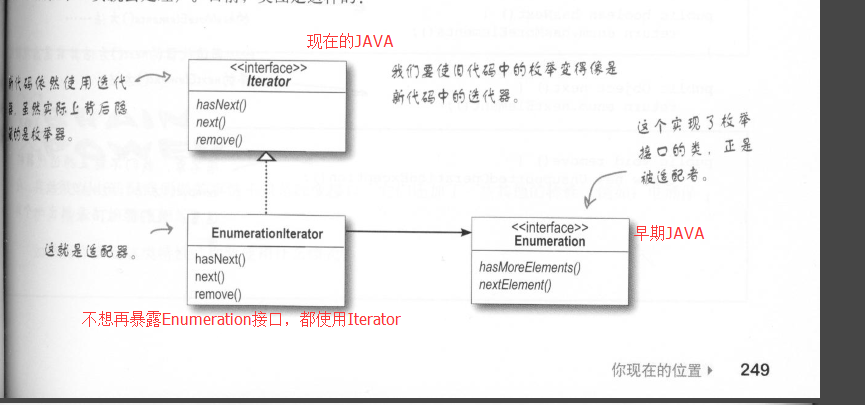 现在的JAVA
<<interface>>
Iterator
hasNext()
next()
remove()
新代码依然使用迭代
器，虽然实际上背后隐
藏的是枚举器。
我们要使旧代码中的枚举变得像是
新代码中的迭代器。
这个实现了枚举
接口的类，正是
被适配者。
这就是适配器。
EnumerationIterator
hasNext()
next()
remove()
<<interface>>
Enumeration
hasMoreElements()
nextElement()
早期JAVA
不想再暴露Enumeration接口，都使用Iterator
你现在的位置 249